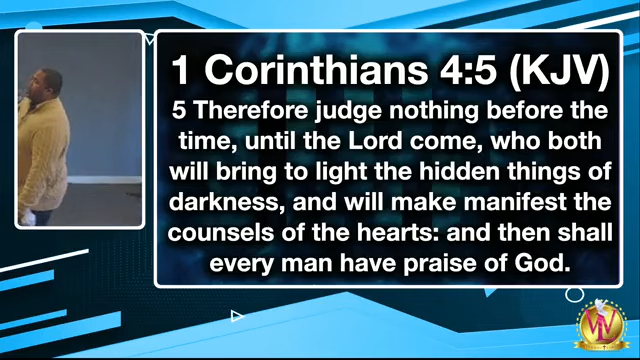 1 Corinthians 4:5 (KJV)
5 Therefore judge nothing before the
time, until the Lord come, who both
will bring to light the hidden things of
darkness, and will make manifest the
counsels of the hearts: and then shall
every man have praise of God.